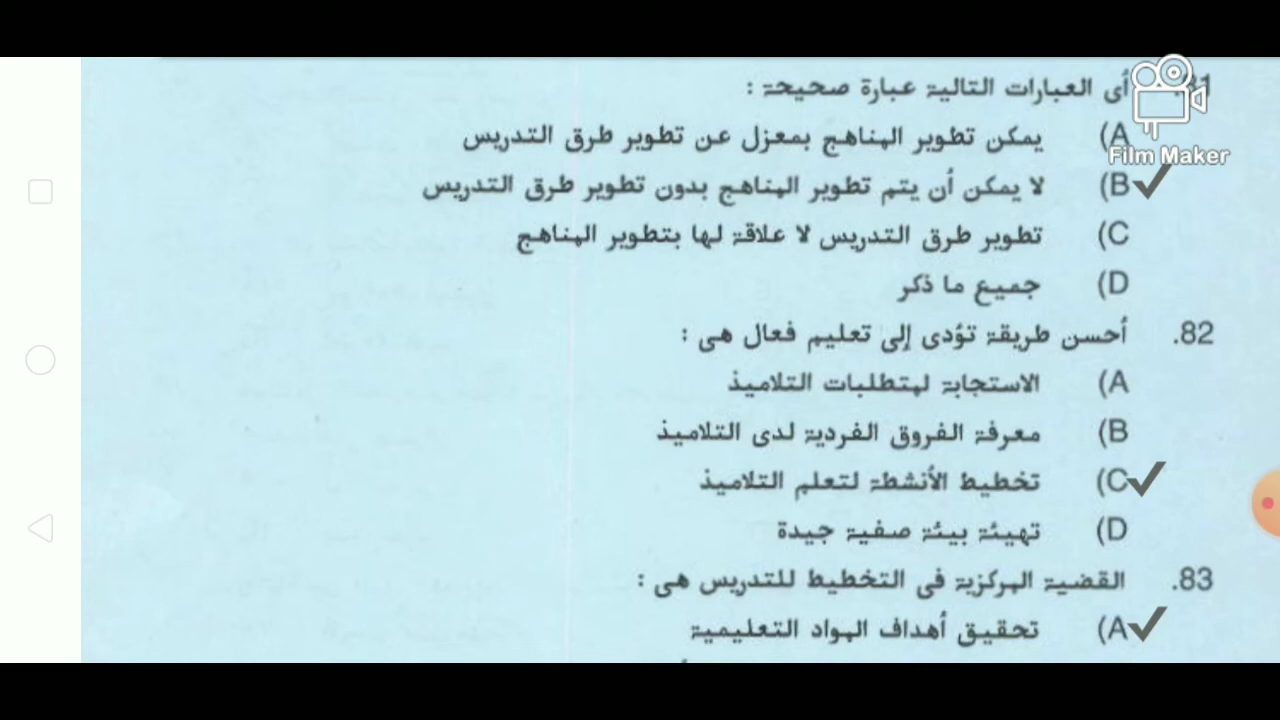 81. أى العبارات التالية عبارة صحيحة :
A) يمكن تطوير المناهج بمعزل عن تطوير طرق التدريس
Film Maker
B) لا يمكن أن يتم تطوير المناهج بدون تطوير طرق التدريس
C) تطوير طرق التدريس لا علاقة لها بتطوير المناهج
D) جميع ما ذكر
82. أحسن طريقة تؤدى إلى تعليم فعال هى :
A) الاستجابة لمتطلبات التلاميذ
B) معرفة الفروق الفردية لدى التلاميذ
C) تخطيط الأنشطة لتعلم التلاميذ
D) تهيئة بيئة صفية جيدة
83. القضية المركزية فى التخطيط للتدريس هى :
A) تحقيق أهداف المواد التعليمية